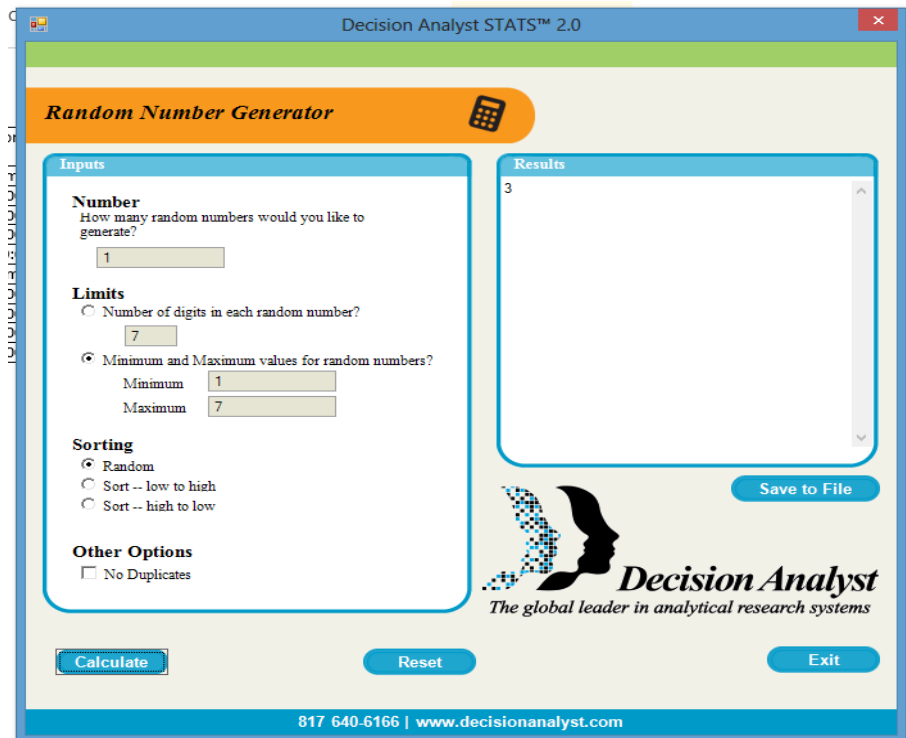 Decision Analyst STATS™ 2.0
Random Number Generator
Inputs
Number
How many random numbers would you like to
generate?
1
Limits
Number of digits in each random number?
7
Minimum and Maximum values for random numbers?
Minimum 1
Maximum 7
Sorting
Random
Sort -- low to high
Sort -- high to low
Other Options
No Duplicates
Results
3
Save to File
Decision Analyst
The global leader in analytical research systems
Calculate
Reset
Exit
817 640-6166 | www.decisionanalyst.com